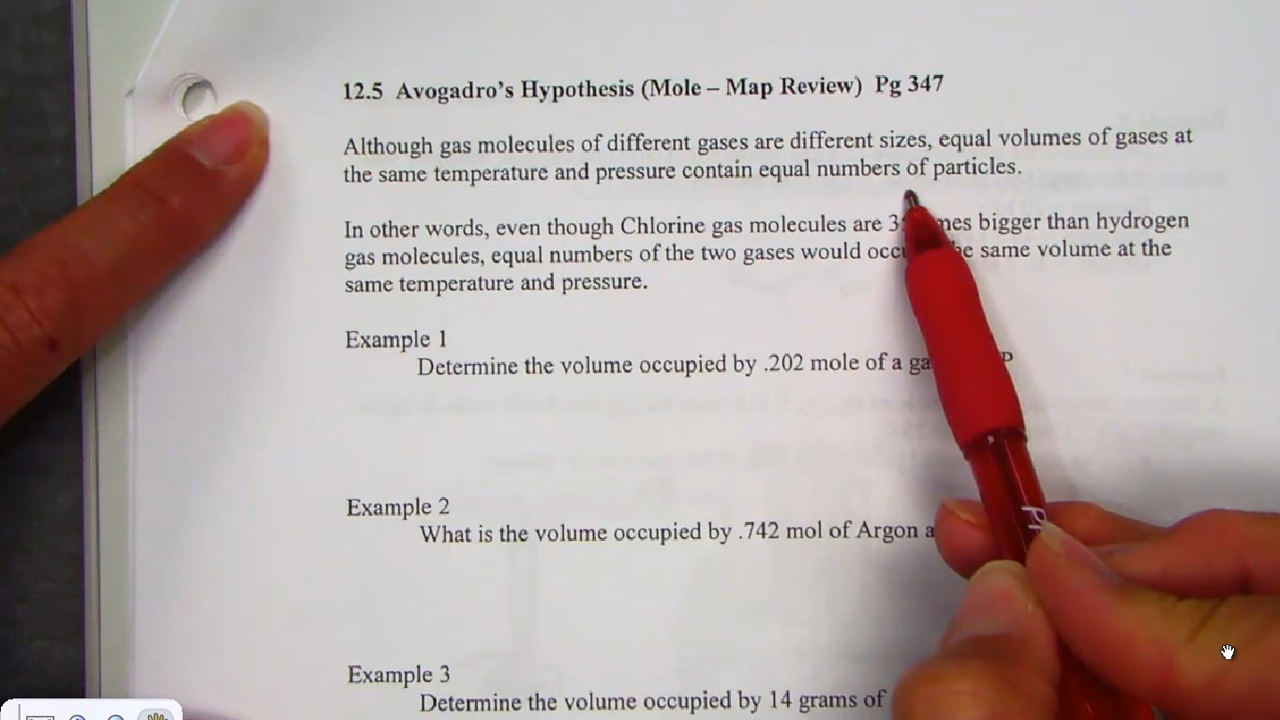 12.5 Avogadro's Hypothesis (Mole – Map Review) Pg 347
Although gas molecules of different gases are different sizes, equal volumes of gases at
the same temperature and pressure contain equal numbers of particles.
In other words, even though Chlorine gas molecules are bigger than hydrogen
gas molecules, equal numbers of the two gases would same volume at the
same temperature and pressure.
Example 1
Determine the volume occupied by .202 mole of a
Example 2
What is the volume occupied by .742 mol of Argon
Example 3
Determine the volume occupied by 14 grams of